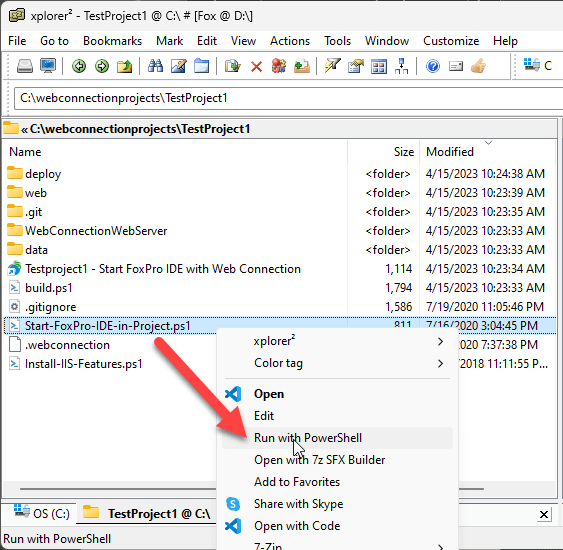 xplorer² - TestProject1 @ C:\ # [Fox @ D:\]
File Go to Bookmarks Mark Edit View Actions Tools Window Customize Help
C
C:\webconnectionprojects\TestProject1
« C:\webconnectionprojects\TestProject1
Name Size Modified
deploy <folder> 4/15/2023 10:24:38 AM
web <folder> 4/15/2023 10:23:39 AM
.git <folder> 4/15/2023 10:23:35 AM
WebConnectionWebServer <folder> 4/15/2023 10:23:35 AM
data <folder> 4/15/2023 10:23:33 AM
Testproject1 - Start FoxPro IDE with Web Connection 1,114 4/15/2023 10:23:34 AM
build.ps1 1,794 4/15/2023 10:23:33 AM
.gitignore 1,586 7/19/2020 11:05:46 PM
Start-FoxPro-IDE-in-Project.ps1 811 7/16/2020 3:04:45 PM
.webconnection 2020 7:37:38 PM
Install-IIS-Features.ps1 2018 11:11:55 P...
xplorer²
Color tag
Open
Edit
Run with PowerShell
Open with 7z SFX Builder
Add to Favorites
Share with Skype
Open with Code
7-Zip
OS (C:) TestProject1 @ C:\
Run with PowerShell